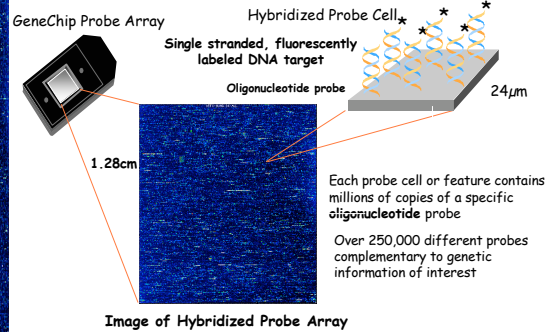 GeneChip Probe Array
Hybridized Probe Cell
*
*
*
*
*
Single stranded, fluorescently
labeled DNA target
Oligonucleotide probe
24µm
1.28cm
Each probe cell or feature contains
millions of copies of a specific
oligonucleotide probe
Over 250,000 different probes
complementary to genetic
information of interest
Image of Hybridized Probe Array